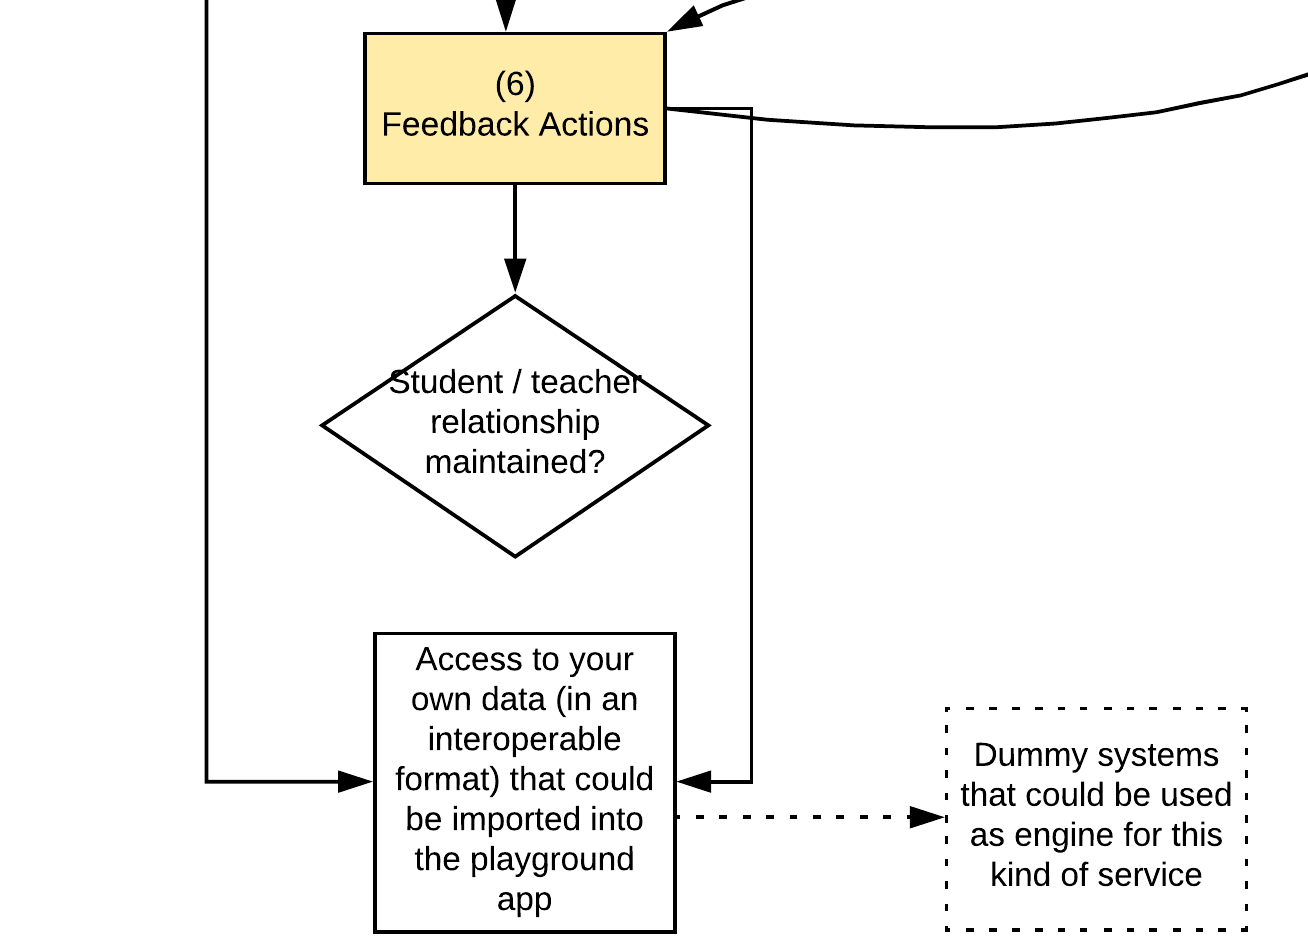 (6)
Feedback Actions
Student / teacher
relationship
maintained?
Access to your
own data (in an
interoperable
format) that could
be imported into
the playground
app
Dummy systems
that could be used
as engine for this
kind of service